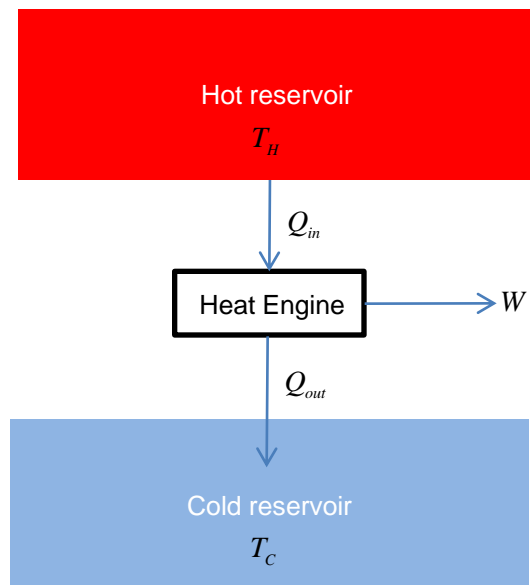 Hot reservoir
T_H
Q_in
Heat Engine
W
Q_out
Cold reservoir
T_C